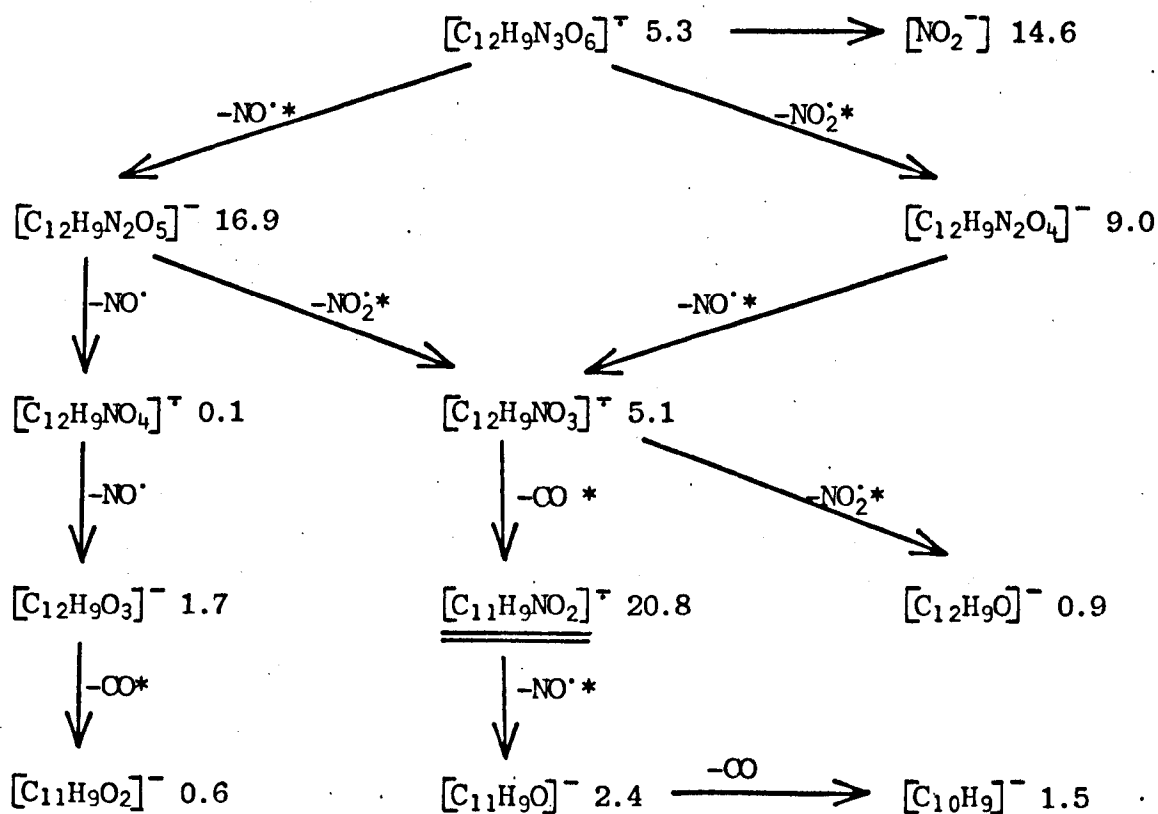 [C₁₂H₉N₃O₆]⁻̇ 5.3 ⟶ [NO₂⁻] 14.6
-NO˙* -NO₂˙*
[C₁₂H₉N₂O₅]⁻ 16.9 [C₁₂H₉N₂O₄]⁻ 9.0
-NO˙ -NO₂˙* -NO˙*
[C₁₂H₉NO₄]⁻̇ 0.1 [C₁₂H₉NO₃]⁻̇ 5.1
-NO˙ -CO * -NO₂˙*
[C₁₂H₉O₃]⁻ 1.7 [C₁₁H₉NO₂]⁻̇ 20.8 [C₁₂H₉O]⁻ 0.9
-CO* -NO˙*
-CO
[C₁₁H₉O₂]⁻ 0.6 [C₁₁H₉O]⁻ 2.4 ⟶ [C₁₀H₉]⁻ 1.5